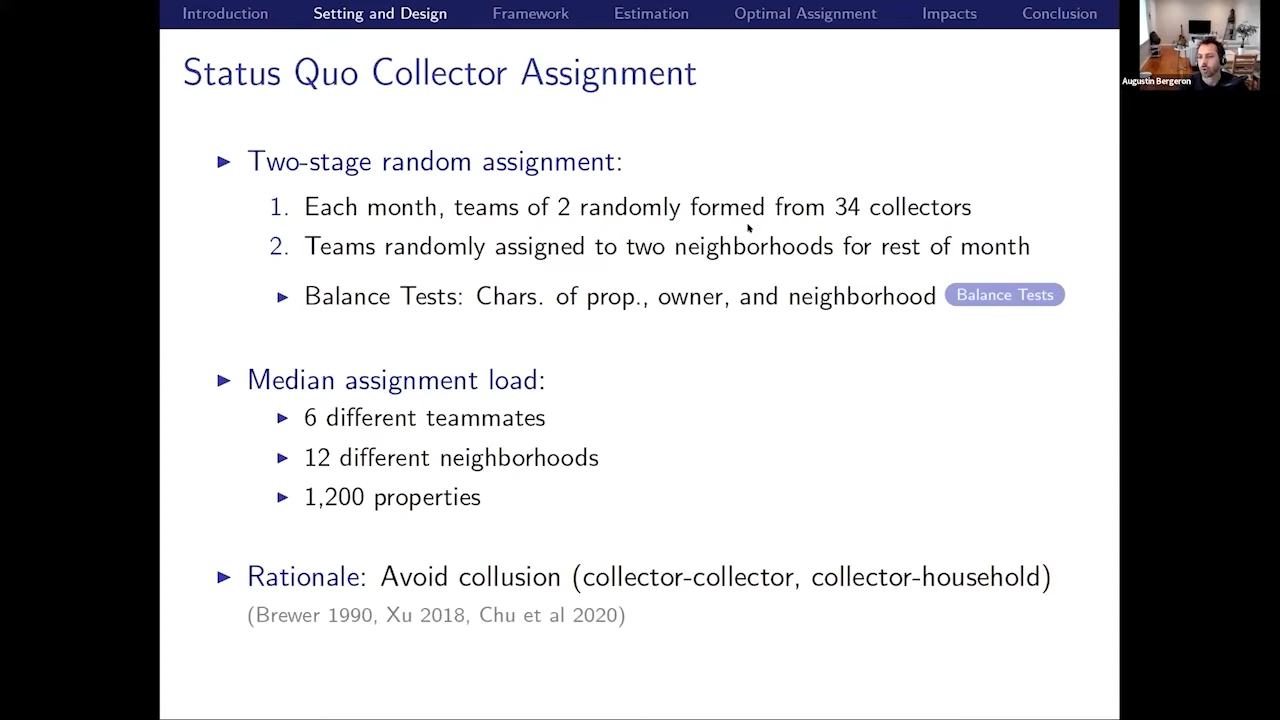 Introduction Setting and Design Framework Estimation Optimal Assignment Impacts Conclusion
Augustin Bergeron
Status Quo Collector Assignment
Two-stage random assignment:
1. Each month, teams of 2 randomly formed from 34 collectors
2. Teams randomly assigned to two neighborhoods for rest of month
Balance Tests: Chars. of prop., owner, and neighborhood Balance Tests
Median assignment load:
6 different teammates
12 different neighborhoods
1,200 properties
Rationale: Avoid collusion (collector-collector, collector-household)
(Brewer 1990, Xu 2018, Chu et al 2020)